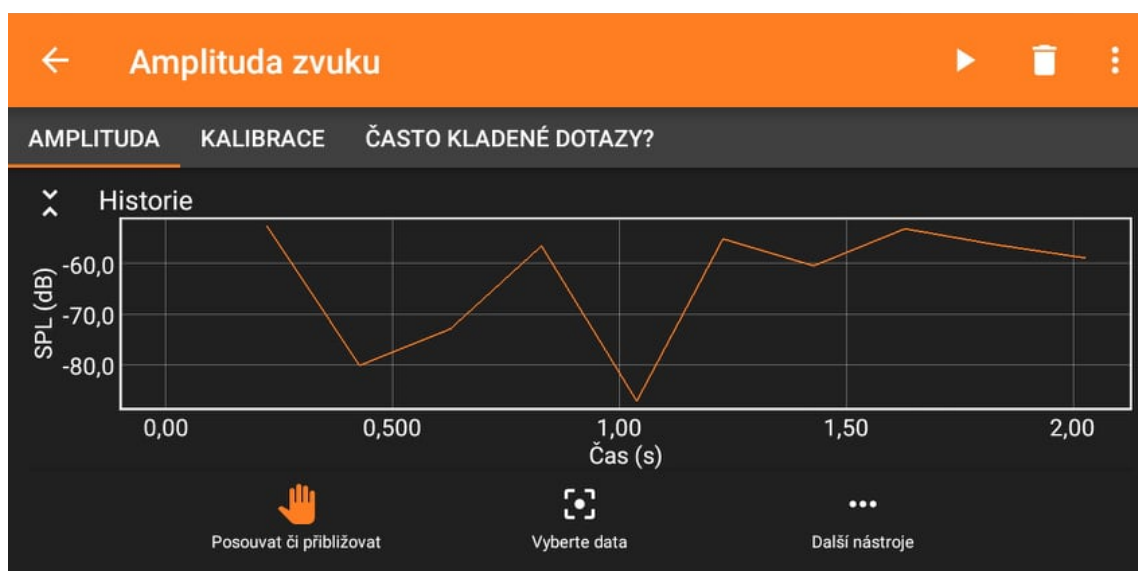 Amplituda zvuku
AMPLITUDA KALIBRACE ČASTO KLADENÉ DOTAZY?
Historie
SPL (dB)
-60,0
-70,0
-80,0
0,00 0,500 1,00 1,50 2,00
Čas (s)
Posouvat či přibližovat Vyberte data Další nástroje